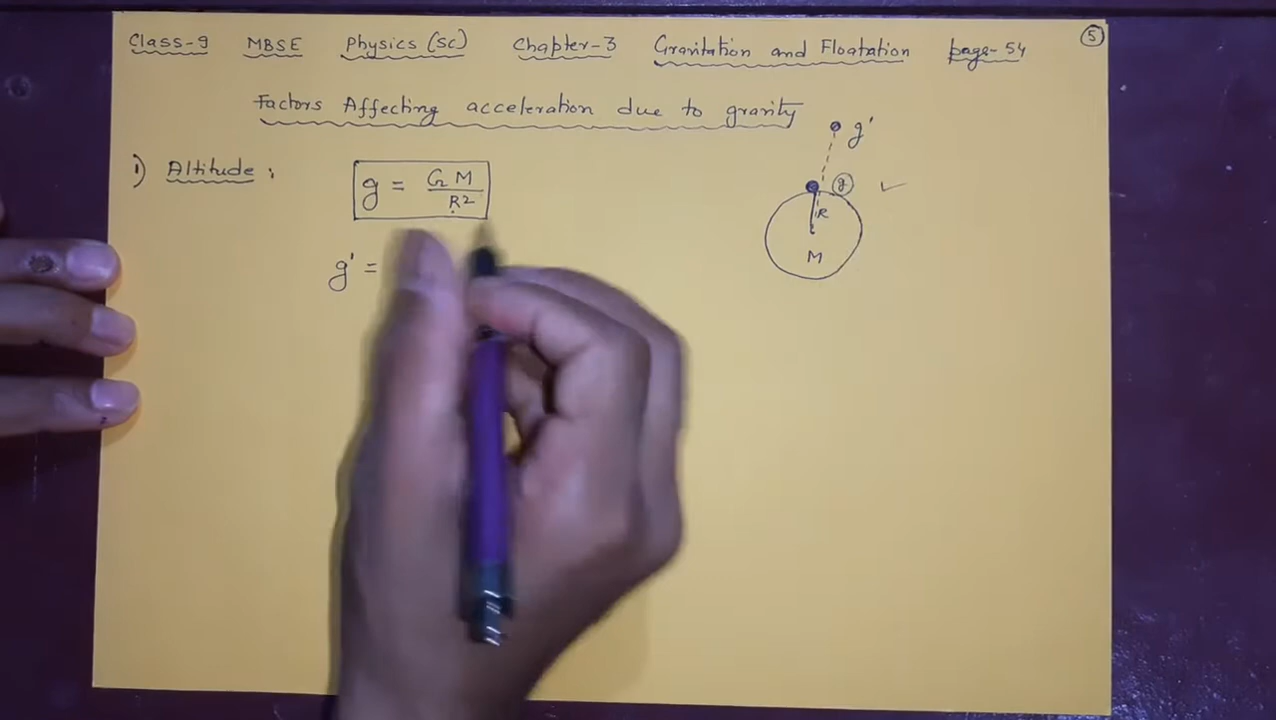 Class-9 MBSE Physics (SC) Chapter-3 Gravitation and Floatation page-54 5
Factors Affecting acceleration due to gravity
1) Altitude :
g = GM/R²
g' =
g'
g ✓
R
M